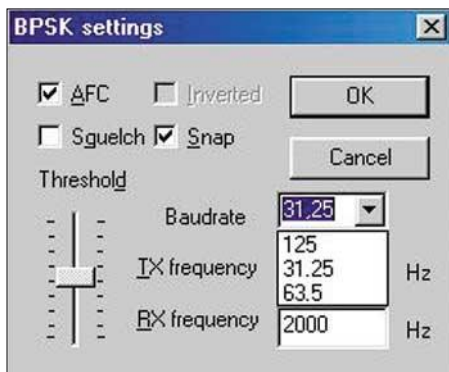 BPSK settings
AFC
Inverted
OK
Sguelch
Snap
Cancel
Threshold
Baudrate
31,25
125
31.25
63.5
TX frequency
Hz
RX frequency
2000
Hz